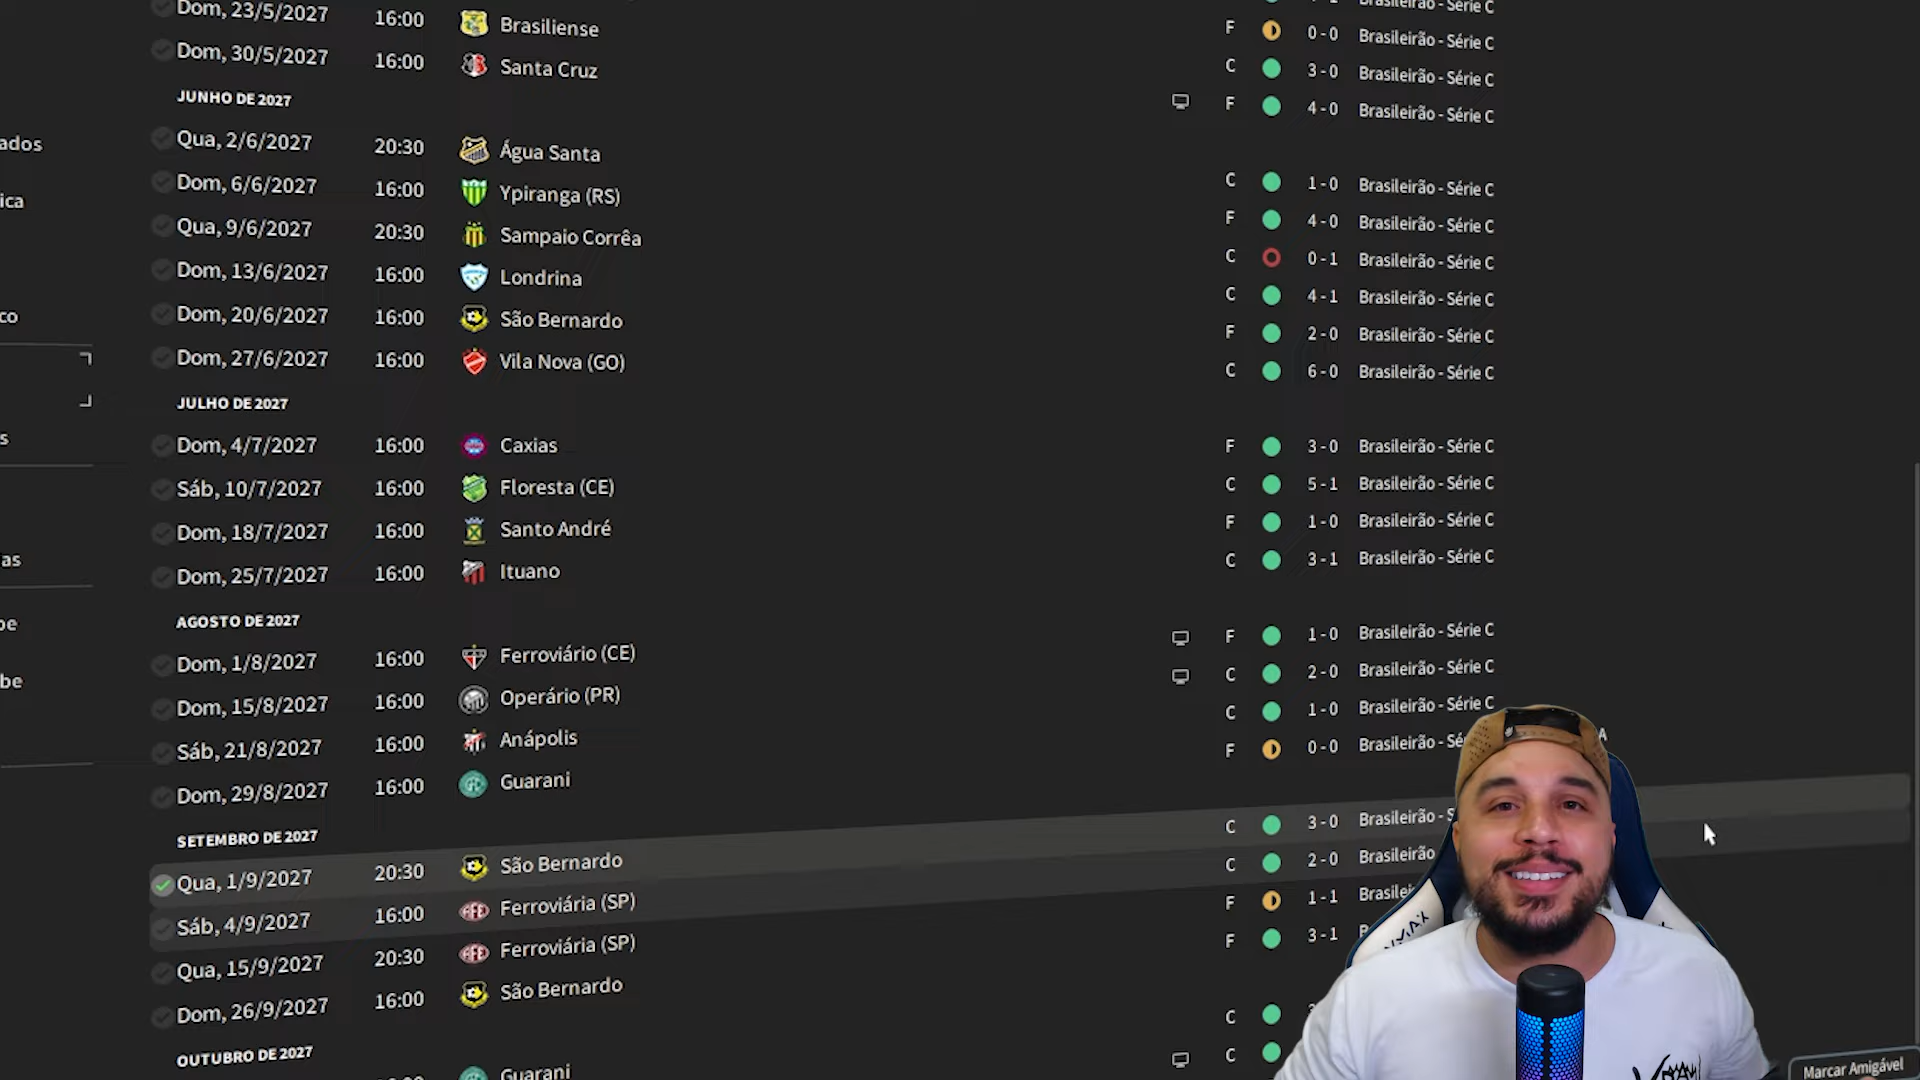 Dom, 23/5/2027 16:00 Brasiliense F 0-0 Brasileirão - Série C
Dom, 30/5/2027 16:00 Santa Cruz C 3-0 Brasileirão - Série C
JUNHO DE 2027 F 4-0 Brasileirão - Série C
Qua, 2/6/2027 20:30 Água Santa C 1-0 Brasileirão - Série C
Dom, 6/6/2027 16:00 Ypiranga (RS) F 4-0 Brasileirão - Série C
Qua, 9/6/2027 20:30 Sampaio Corrêa C 0-1 Brasileirão - Série C
Dom, 13/6/2027 16:00 Londrina C 4-1 Brasileirão - Série C
Dom, 20/6/2027 16:00 São Bernardo F 2-0 Brasileirão - Série C
Dom, 27/6/2027 16:00 Vila Nova (GO) C 6-0 Brasileirão - Série C
JULHO DE 2027
Dom, 4/7/2027 16:00 Caxias F 3-0 Brasileirão - Série C
Sáb, 10/7/2027 16:00 Floresta (CE) C 5-1 Brasileirão - Série C
Dom, 18/7/2027 16:00 Santo André F 1-0 Brasileirão - Série C
Dom, 25/7/2027 16:00 Ituano C 3-1 Brasileirão - Série C
AGOSTO DE 2027
Dom, 1/8/2027 16:00 Ferroviário (CE) F 1-0 Brasileirão - Série C
Dom, 15/8/2027 16:00 Operário (PR) C 2-0 Brasileirão - Série C
Sáb, 21/8/2027 16:00 Anápolis C 1-0 Brasileirão - Série C
Dom, 29/8/2027 16:00 Guarani F 0-0 Brasileirão - Sé
SETEMBRO DE 2027
Qua, 1/9/2027 20:30 São Bernardo C 3-0 Brasileirão - S
Sáb, 4/9/2027 16:00 Ferroviária (SP) C 2-0 Brasileirão
Qua, 15/9/2027 20:30 Ferroviária (SP) F 1-1 Brasilei
Dom, 26/9/2027 16:00 São Bernardo F 3-1
OUTUBRO DE 2027 C
Guarani C
ados
ica
co
s
as
be
Marcar Amigável